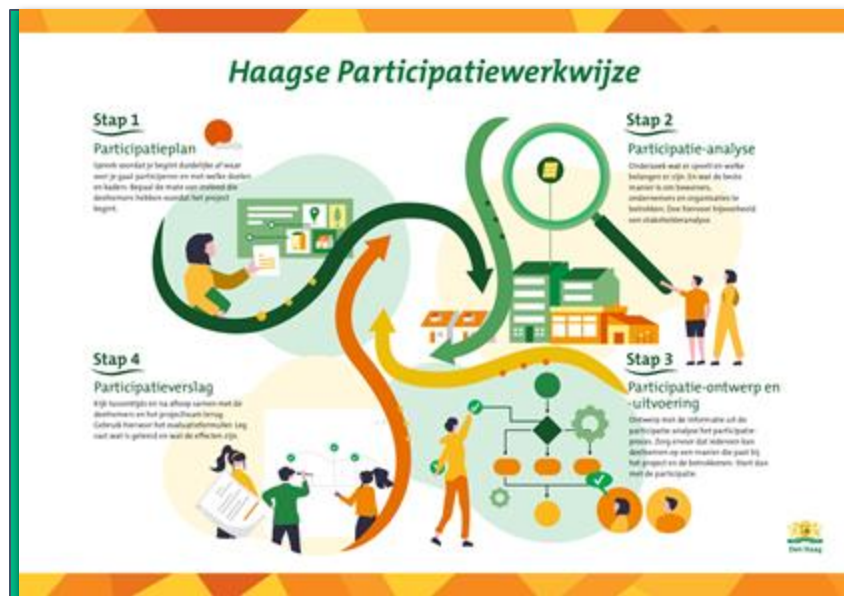 Haagse Participatiewerkwijze
Stap 1
Participatieplan
Spreek voordat je begint duidelijke af waar
over je gaat participeren en met welke doelen
en kaders. Bepaal de mate van invloed die
deelnemers hebben voordat het project
begint.
Stap 2
Participatie-analyse
Onderzoek wat er speelt en welke
belangen er zijn. En wat de beste
manier is om bewoners,
ondernemers en organisaties te
betrekken. Doe hiervoor bijvoorbeeld
een stakeholderanalyse.
Stap 4
Participatieverslag
Kijk tussentijds en na afloop samen met de
deelnemers en het projectteam terug.
Gebruik hiervoor het evaluatieformulier. Leg
vast wat is geleerd en wat de effecten zijn.
Stap 3
Participatie-ontwerp en
-uitvoering
Ontwerp met de informatie uit de
participatie-analyse het participatie-
proces. Zorg ervoor dat iedereen kan
deelnemen op een manier die past bij
het project en de betrokkenen. Start dan
met de participatie.
Den Haag